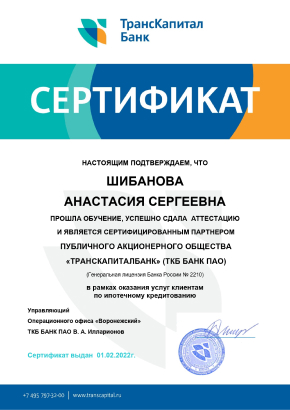 ТрансКапитал
Банк
СЕРТИФИКАТ
НАСТОЯЩИМ ПОДТВЕРЖДАЕМ, ЧТО
ШИБАНОВА
АНАСТАСИЯ СЕРГЕЕВНА
ПРОШЛА ОБУЧЕНИЕ, УСПЕШНО СДАЛА АТТЕСТАЦИЮ
И ЯВЛЯЕТСЯ СЕРТИФИЦИРОВАННЫМ ПАРТНЕРОМ
ПУБЛИЧНОГО АКЦИОНЕРНОГО ОБЩЕСТВА
«ТРАНСКАПИТАЛБАНК» (ТКБ БАНК ПАО)
(Генеральная лицензия Банка России № 2210)
в рамках оказания услуг клиентам
по ипотечному кредитованию
Управляющий
Операционного офиса «Воронежский»
ТКБ БАНК ПАО В. А. Илларионов
Сертификат выдан 01.02.2022г.
+7 495 797-32-00 | www.transcapital.ru